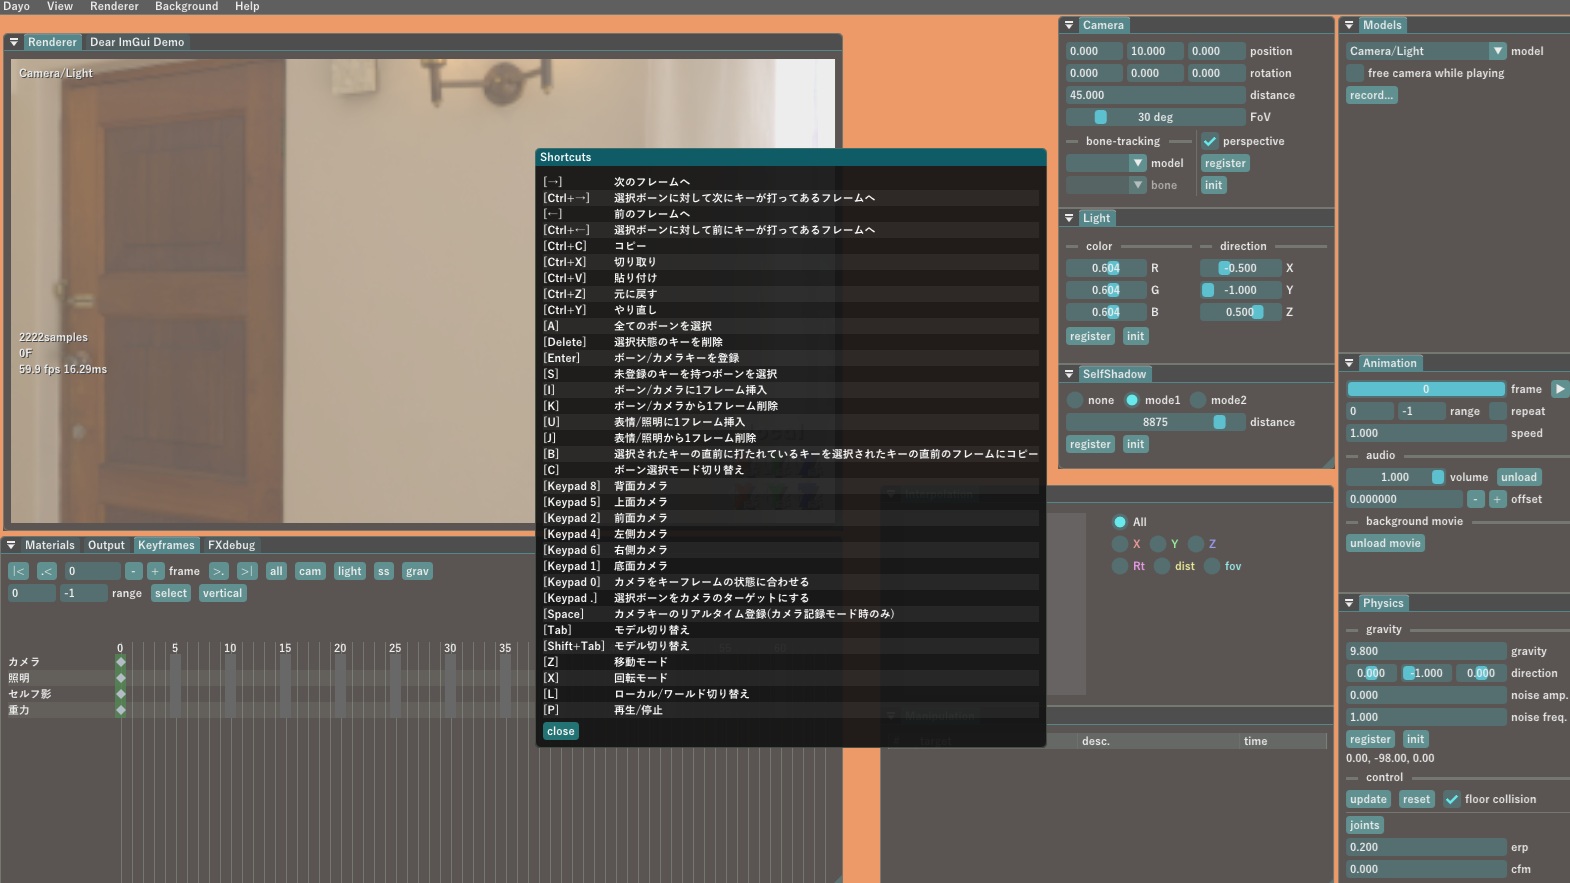 Dayo View Renderer Background Help
Renderer Dear ImGui Demo
Camera/Light
2222samples
0F
59.9 fps 16.29ms
Shortcuts
[→] 次のフレームへ
[Ctrl+→] 選択ボーンに対して次にキーが打ってあるフレームへ
[←] 前のフレームへ
[Ctrl+←] 選択ボーンに対して前にキーが打ってあるフレームへ
[Ctrl+C] コピー
[Ctrl+X] 切り取り
[Ctrl+V] 貼り付け
[Ctrl+Z] 元に戻す
[Ctrl+Y] やり直し
[A] 全てのボーンを選択
[Delete] 選択状態のキーを削除
[Enter] ボーン/カメラキーを登録
[S] 未登録のキーを持つボーンを選択
[I] ボーン/カメラに1フレーム挿入
[K] ボーン/カメラから1フレーム削除
[U] 表情/照明に1フレーム挿入
[J] 表情/照明から1フレーム削除
[B] 選択されたキーの直前に打たれているキーを選択されたキーの直前のフレームにコピー
[C] ボーン選択モード切り替え
[Keypad 8] 背面カメラ
[Keypad 5] 上面カメラ
[Keypad 2] 前面カメラ
[Keypad 4] 左側カメラ
[Keypad 6] 右側カメラ
[Keypad 1] 底面カメラ
[Keypad 0] カメラをキーフレームの状態に合わせる
[Keypad .] 選択ボーンをカメラのターゲットにする
[Space] カメラキーのリアルタイム登録(カメラ記録モード時のみ)
[Tab] モデル切り替え
[Shift+Tab] モデル切り替え
[Z] 移動モード
[X] 回転モード
[L] ローカル/ワールド切り替え
[P] 再生/停止
close
Materials Output Keyframes FXdebug
|< .< 0 - + frame >. >| all cam light ss grav
0 -1 range select vertical
0 5 10 15 20 25 30 35
カメラ
照明
セルフ影
重力
Camera
0.000 10.000 0.000 position
0.000 0.000 0.000 rotation
45.000 distance
30 deg FoV
bone-tracking perspective
model register
bone init
Light
color direction
0.604 R -0.500 X
0.604 G -1.000 Y
0.604 B 0.500 Z
register init
SelfShadow
none mode1 mode2
8875 distance
register init
Interpolation
All
X Y Z
Rt dist fov
Manipulation
# target desc. time
Models
Camera/Light model
free camera while playing
record...
Animation
0 frame
0 -1 range repeat
1.000 speed
audio
1.000 volume unload
0.000000 - + offset
background movie
unload movie
Physics
gravity
9.800 gravity
0.000 -1.000 0.000 direction
0.000 noise amp.
1.000 noise freq.
register init
0.00, -98.00, 0.00
control
update reset floor collision
joints
0.200 erp
0.000 cfm